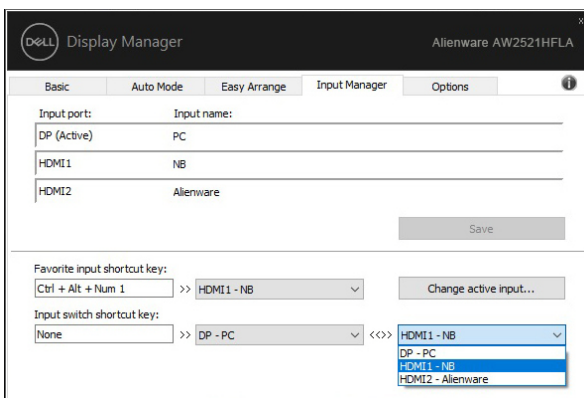 DELL Display Manager Alienware AW2521HFLA x
Basic Auto Mode Easy Arrange Input Manager Options i
Input port: Input name:
DP (Active) PC
HDMI1 NB
HDMI2 Alienware
Save
Favorite input shortcut key:
Ctrl + Alt + Num 1 >> HDMI1 - NB Change active input...
Input switch shortcut key:
None >> DP - PC <<>> HDMI1 - NB
DP - PC
HDMI1 - NB
HDMI2 - Alienware